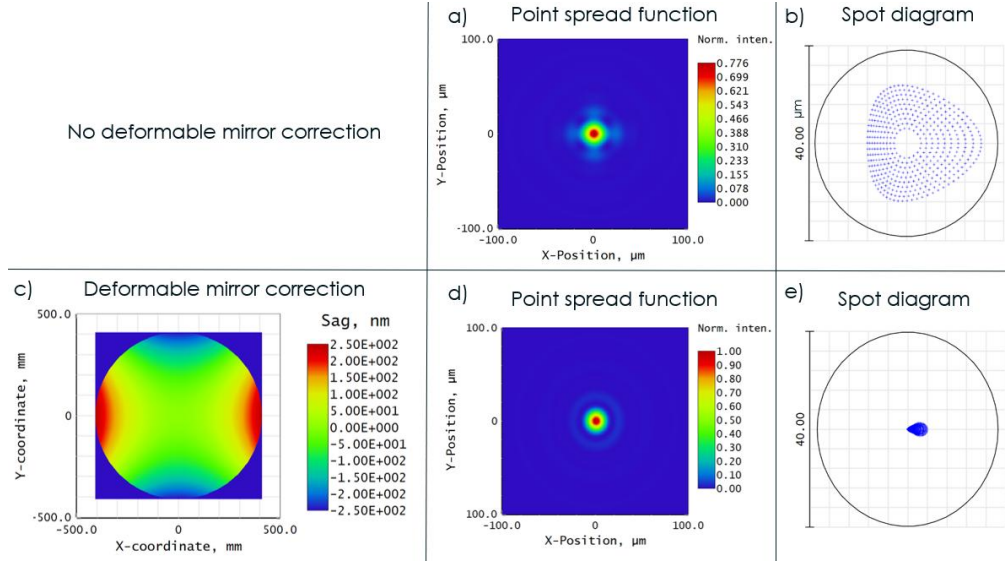 a) Point spread function
b) Spot diagram
No deformable mirror correction
Norm. inten.
100.0
0
-100.0
Y-Position, µm
-100.0 0 100.0
X-Position, µm
0.776
0.699
0.621
0.543
0.466
0.388
0.310
0.233
0.155
0.078
0.000
40.00 µm
c) Deformable mirror correction
500.0
0
-500.0
Y-coordinate, mm
-500.0 0 500.0
X-coordinate, mm
Sag, nm
2.50E+002
2.00E+002
1.50E+002
1.00E+002
5.00E+001
0.00E+000
-5.00E+001
-1.00E+002
-1.50E+002
-2.00E+002
-2.50E+002
d) Point spread function
Norm. inten.
100.0
0
100.0
Y-Position, µm
-100.0 0 100.0
X-Position, µm
1.00
0.90
0.80
0.70
0.60
0.50
0.40
0.30
0.20
0.10
0.00
e) Spot diagram
40.00